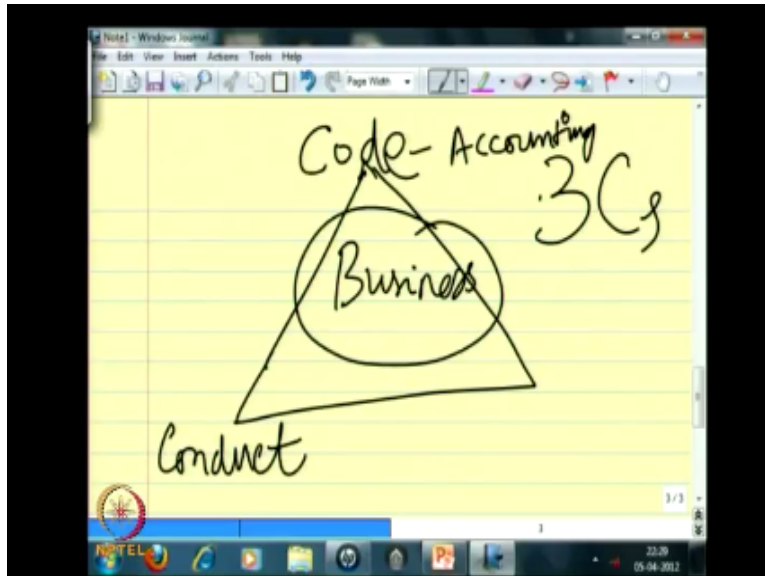 Note1 - Windows Journal
File Edit View Insert Actions Tools Help
Page Width
Code - Accounting
3Cs
Business
Conduct
3/3
1
NPTEL
22:29
05-04-2012